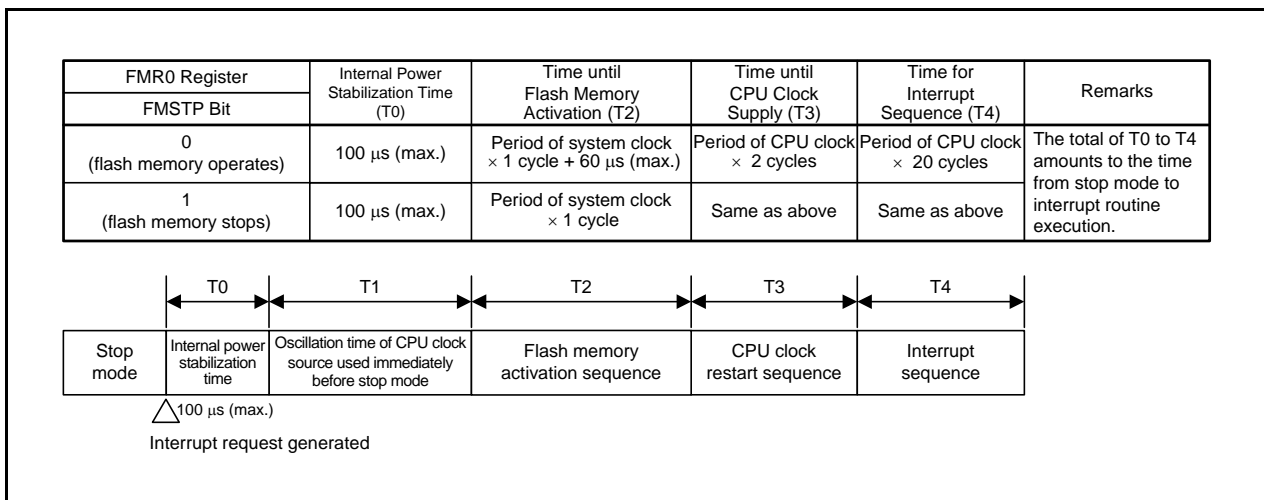 FMR0 Register
FMSTP Bit
Internal Power
Stabilization Time
(T0)
Time until
Flash Memory
Activation (T2)
Time until
CPU Clock
Supply (T3)
Time for
Interrupt
Sequence (T4)
Remarks
0
(flash memory operates)
100 μs (max.)
Period of system clock
× 1 cycle + 60 μs (max.)
Period of CPU clock
× 2 cycles
Period of CPU clock
× 20 cycles
The total of T0 to T4
amounts to the time
from stop mode to
interrupt routine
execution.
1
(flash memory stops)
100 μs (max.)
Period of system clock
× 1 cycle
Same as above
Same as above
T0
T1
T2
T3
T4
Stop
mode
Internal power
stabilization
time
Oscillation time of CPU clock
source used immediately
before stop mode
Flash memory
activation sequence
CPU clock
restart sequence
Interrupt
sequence
100 μs (max.)
Interrupt request generated